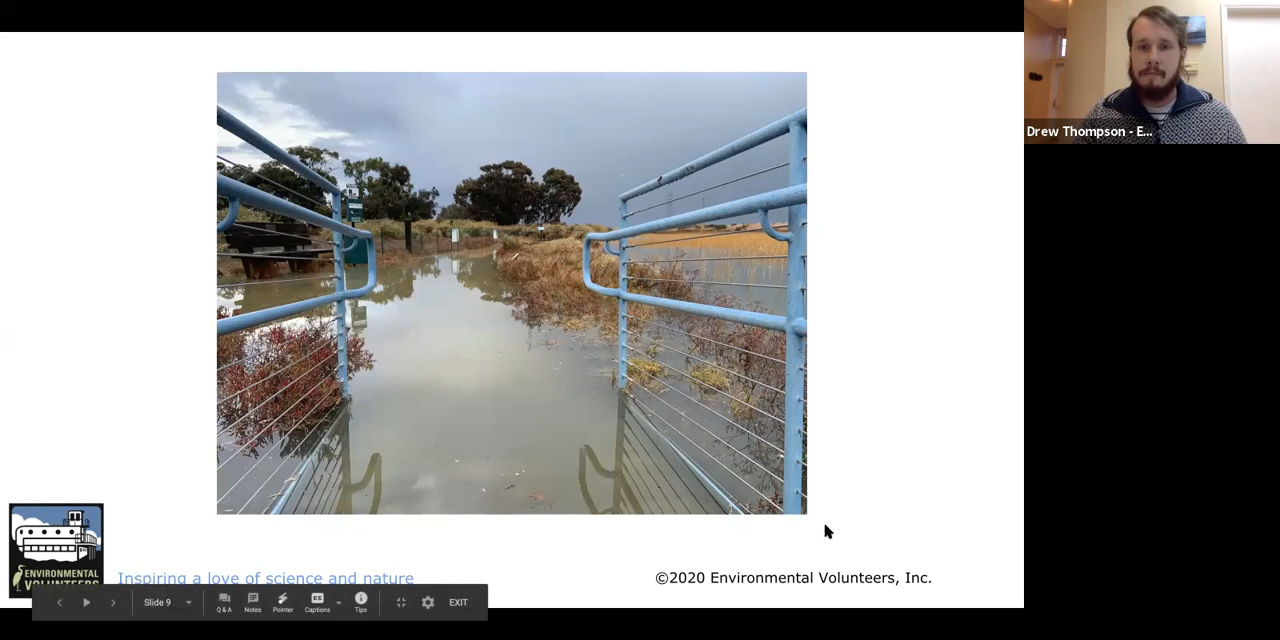 Drew Thompson - E...
ENVIRONMENTAL
VOLUNTEERS
Inspiring a love of science and nature
©2020 Environmental Volunteers, Inc.
Slide 9
Q & A
Notes
Pointer
CC
Captions
Tips
EXIT